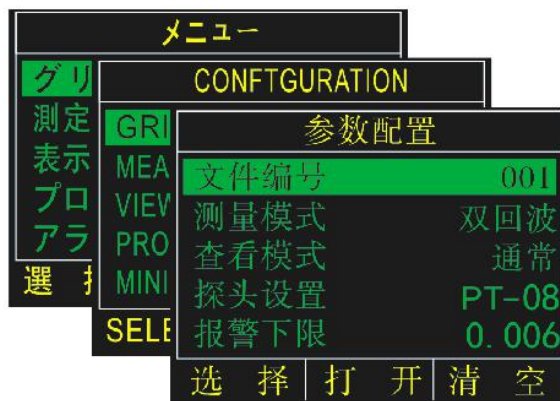 メニュー
グリ
測定
表示
プロ
アラ
選
CONFTGURATION
GRI
MEA
VIEW
PRO
MINI
SELE
参数配置
文件编号 001
测量模式 双回波
查看模式 通常
探头设置 PT-08
报警下限 0.006
选择 打开 清空